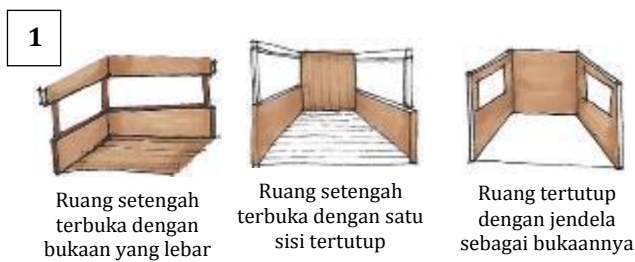 1
Ruang setengah
terbuka dengan
bukaan yang lebar
Ruang setengah
terbuka dengan satu
sisi tertutup
Ruang tertutup
dengan jendela
sebagai bukaannya